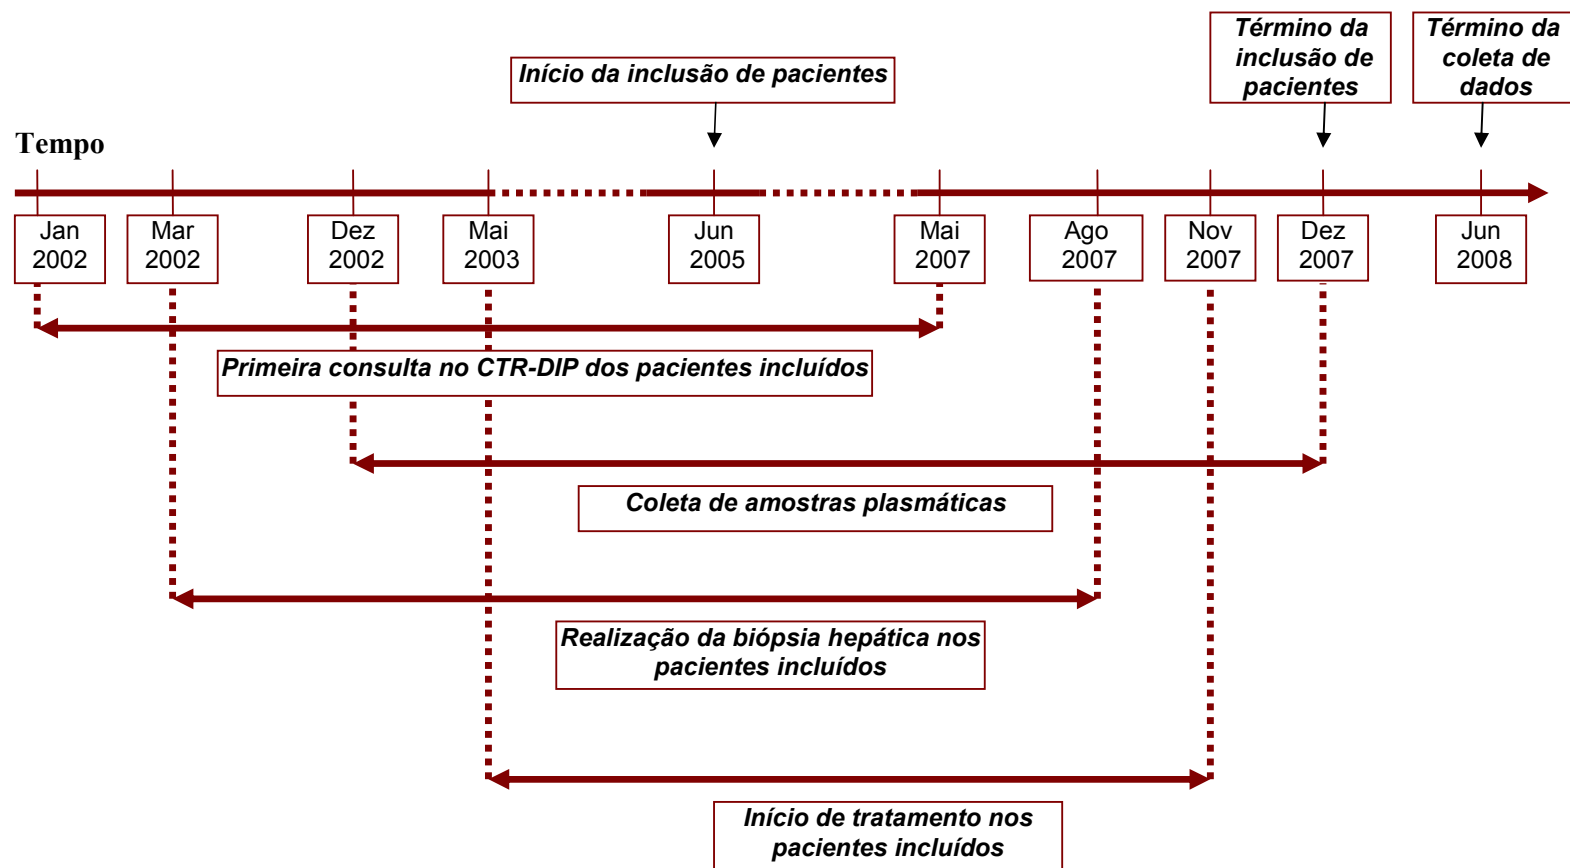 Início da inclusão de pacientes
Término da
inclusão de
pacientes
Término da
coleta de
dados
Tempo
Jan
2002
Mar
2002
Dez
2002
Mai
2003
Jun
2005
Mai
2007
Ago
2007
Nov
2007
Dez
2007
Jun
2008
Primeira consulta no CTR-DIP dos pacientes incluídos
Coleta de amostras plasmáticas
Realização da biópsia hepática nos
pacientes incluídos
Início de tratamento nos
pacientes incluídos